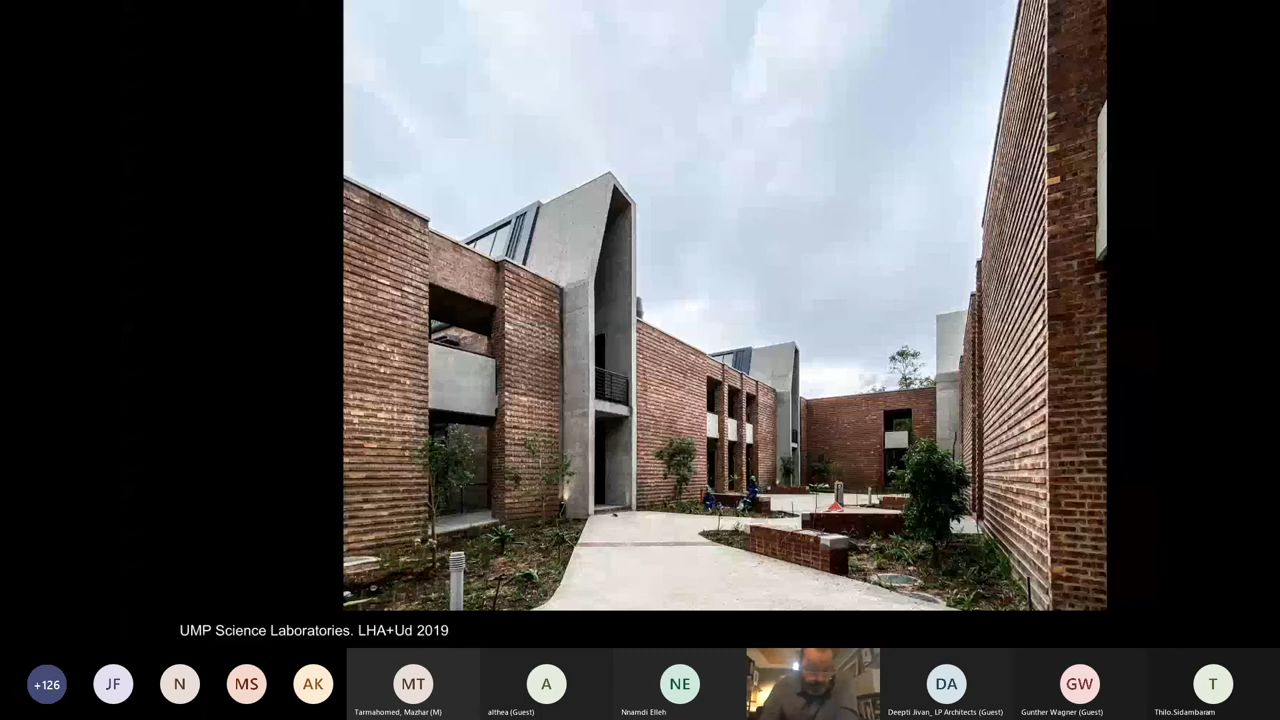 UMP Science Laboratories. LHA+Ud 2019
+126
JF
N
MS
AK
MT
A
NE
DA
GW
T
Tarmahomed, Mazhar (M)
althea (Guest)
Nnamdi Elleh
Deepti Jivan_ LP Architects (Guest)
Gunther Wagner (Guest)
Thilo.Sidambaram